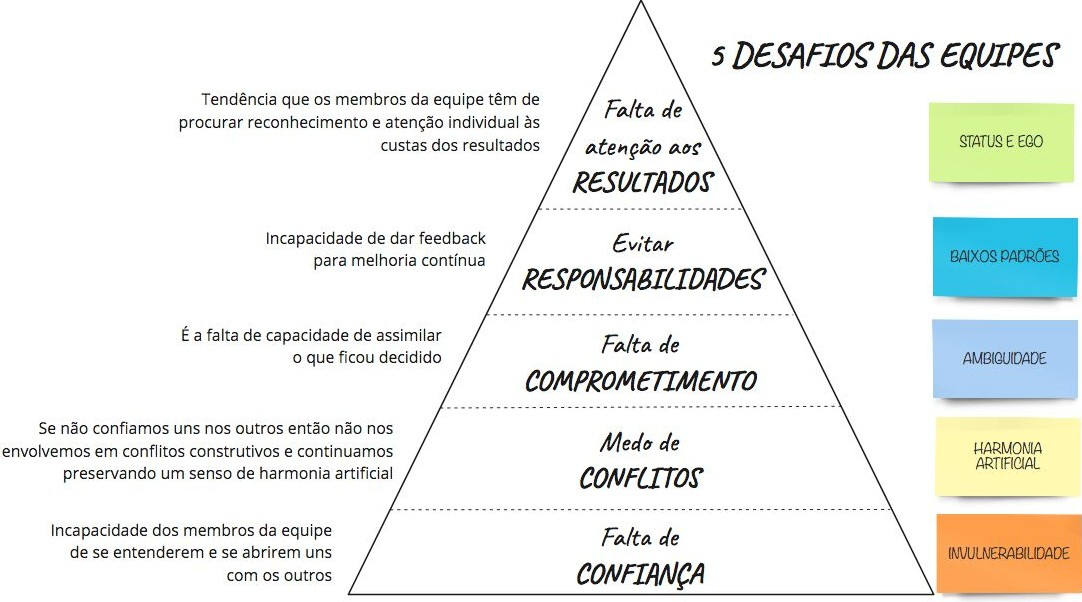 5 DESAFIOS DAS EQUIPES
Tendência que os membros da equipe têm de
procurar reconhecimento e atenção individual às
custas dos resultados
Falta de
atenção aos
RESULTADOS
STATUS E EGO
Incapacidade de dar feedback
para melhoria contínua
Evitar
RESPONSABILIDADES
BAIXOS PADRÕES
É a falta de capacidade de assimilar
o que ficou decidido
Falta de
COMPROMETIMENTO
AMBIGUIDADE
Se não confiamos uns nos outros então não nos
envolvemos em conflitos construtivos e continuamos
preservando um senso de harmonia artificial
Medo de
CONFLITOS
HARMONIA
ARTIFICIAL
Incapacidade dos membros da equipe
de se entenderem e se abrirem uns
com os outros
Falta de
CONFIANÇA
INVULNERABILIDADE